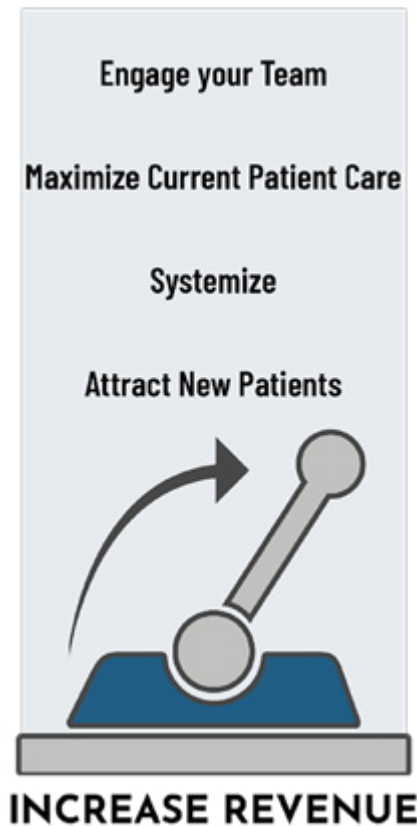 Engage your Team
Maximize Current Patient Care
Systemize
Attract New Patients
INCREASE REVENUE